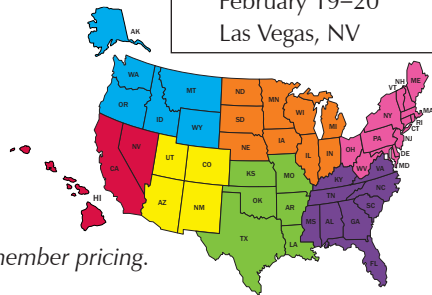 February 19–20
Las Vegas, NV
AK
WA
MT
ND
MN
OR
ID
WY
SD
WI
MI
NE
IA
IL
IN
OH
PA
NY
VT
NH
ME
MA
RI
CT
NJ
DE
MD
WV
VA
NV
CA
UT
CO
AZ
NM
KS
MO
OK
AR
TX
LA
KY
TN
NC
SC
MS
AL
GA
FL
HI
member pricing.